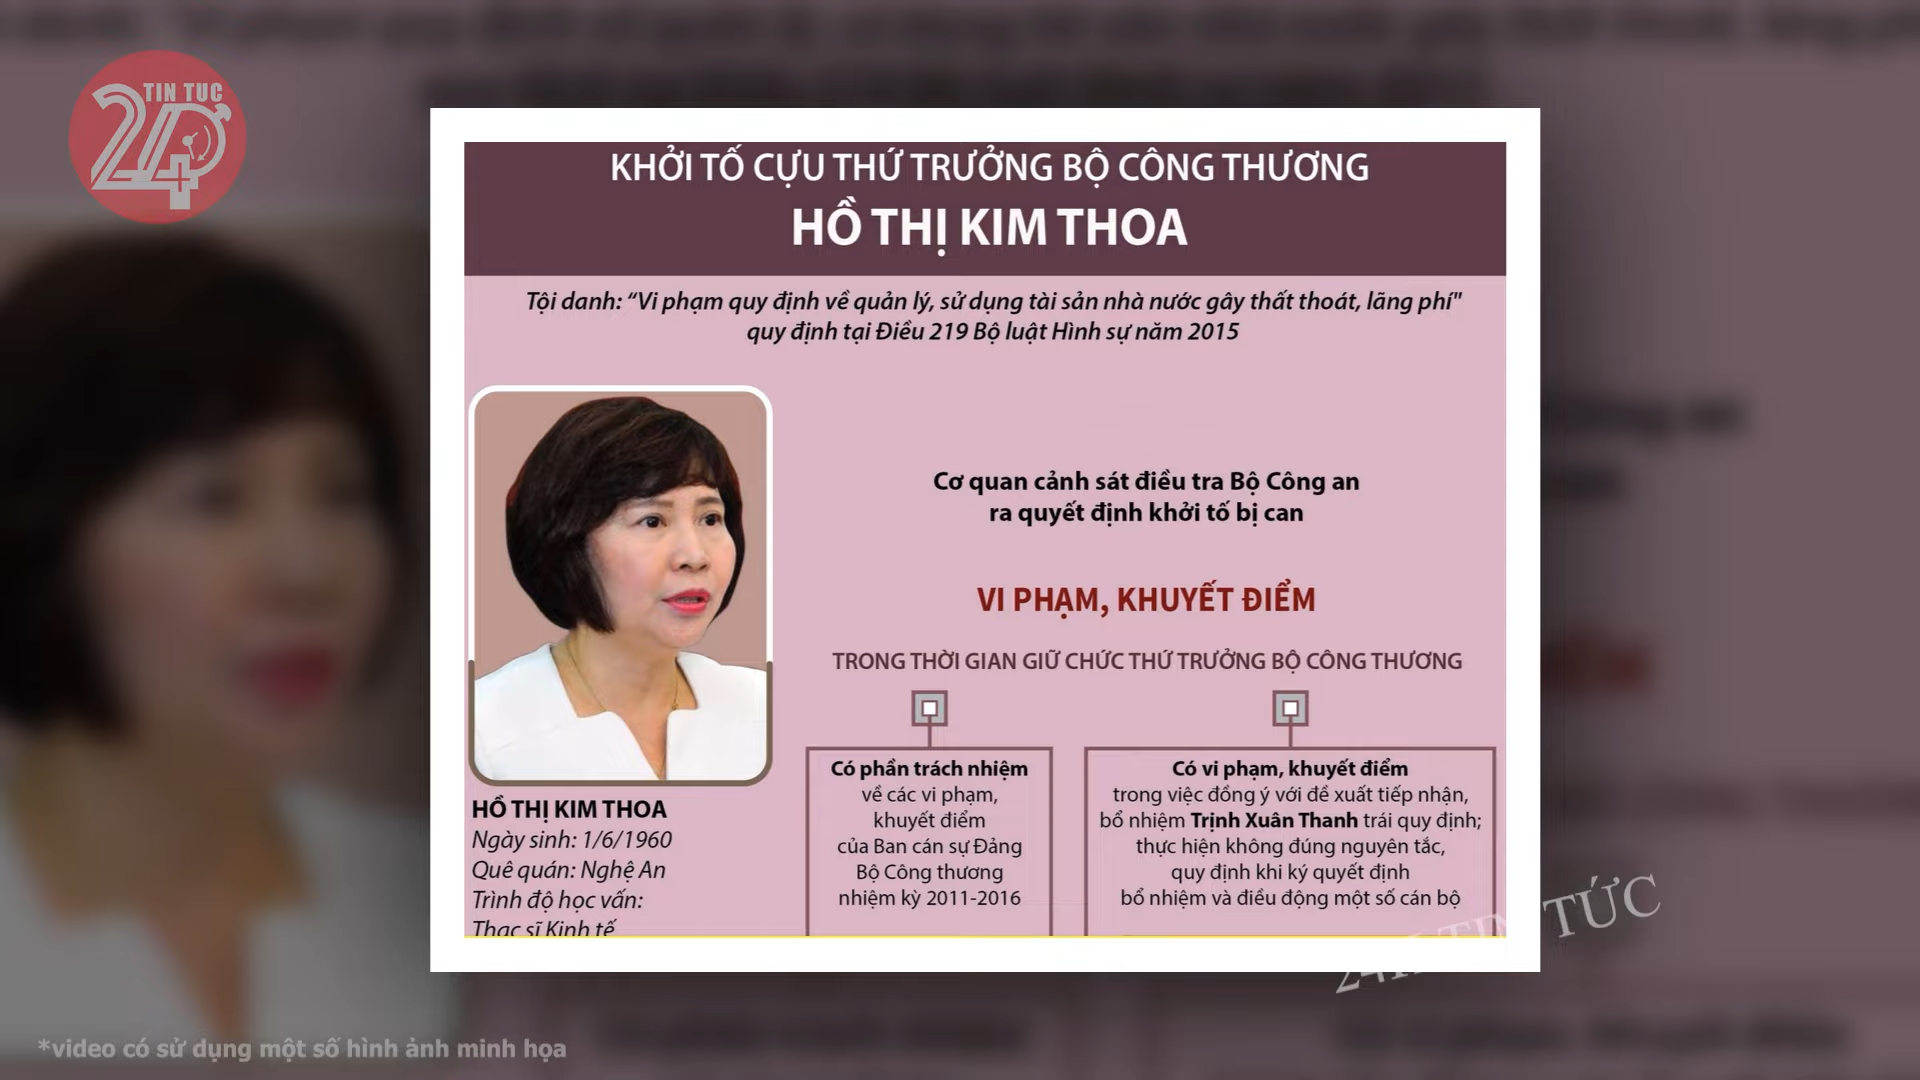 TIN TỨC
24
KHỞI TỐ CỰU THỨ TRƯỞNG BỘ CÔNG THƯƠNG
HỒ THỊ KIM THOA
Tội danh: “Vi phạm quy định về quản lý, sử dụng tài sản nhà nước gây thất thoát, lãng phí"
quy định tại Điều 219 Bộ luật Hình sự năm 2015
Cơ quan cảnh sát điều tra Bộ Công an
ra quyết định khởi tố bị can
VI PHẠM, KHUYẾT ĐIỂM
TRONG THỜI GIAN GIỮ CHỨC THỨ TRƯỞNG BỘ CÔNG THƯƠNG
Có phần trách nhiệm
về các vi phạm,
khuyết điểm
của Ban cán sự Đảng
Bộ Công thương
nhiệm kỳ 2011-2016
Có vi phạm, khuyết điểm
trong việc đồng ý với đề xuất tiếp nhận,
bổ nhiệm Trịnh Xuân Thanh trái quy định;
thực hiện không đúng nguyên tắc,
quy định khi ký quyết định
bổ nhiệm và điều động một số cán bộ
HỒ THỊ KIM THOA
Ngày sinh: 1/6/1960
Quê quán: Nghệ An
Trình độ học vấn:
Thạc sĩ Kinh tế
24H TIN TỨC
*video có sử dụng một số hình ảnh minh họa